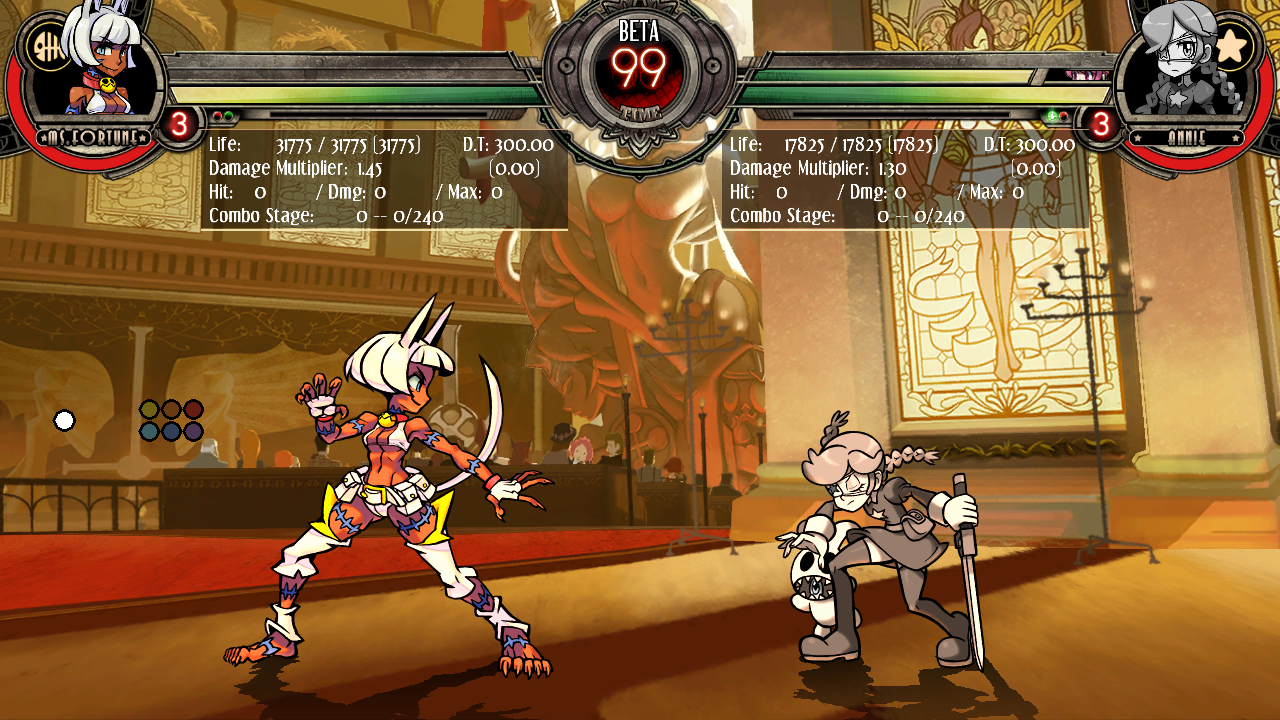 BETA
99
TIME
MS. FORTUNE
3
3
ANNIE
Life: 31775 / 31775 (31775) D.T: 300.00
Damage Multiplier: 1.45 (0.00)
Hit: 0 / Dmg: 0 / Max: 0
Combo Stage: 0 -- 0/240
Life: 17825 / 17825 (17825) D.T: 300.00
Damage Multiplier: 1.30 (0.00)
Hit: 0 / Dmg: 0 / Max: 0
Combo Stage: 0 -- 0/240